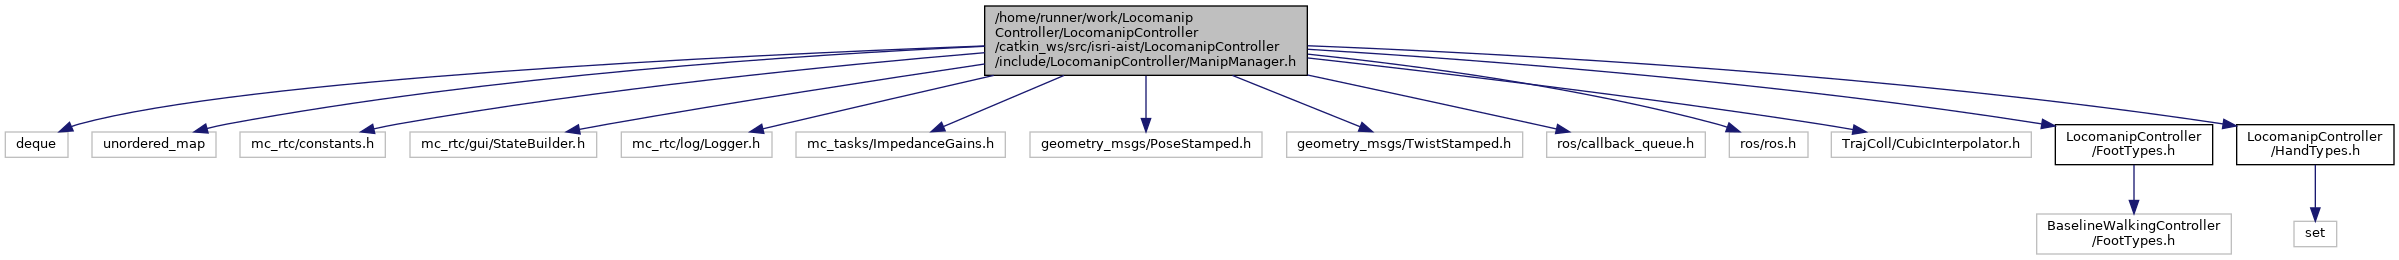 /home/runner/work/Locomanip
Controller/LocomanipController
/catkin_ws/src/isri-aist/LocomanipController
/include/LocomanipController/ManipManager.h
deque
unordered_map
mc_rtc/constants.h
mc_rtc/gui/StateBuilder.h
mc_rtc/log/Logger.h
mc_tasks/ImpedanceGains.h
geometry_msgs/PoseStamped.h
geometry_msgs/TwistStamped.h
ros/callback_queue.h
ros/ros.h
TrajColl/CubicInterpolator.h
LocomanipController
/FootTypes.h
LocomanipController
/HandTypes.h
BaselineWalkingController
/FootTypes.h
set